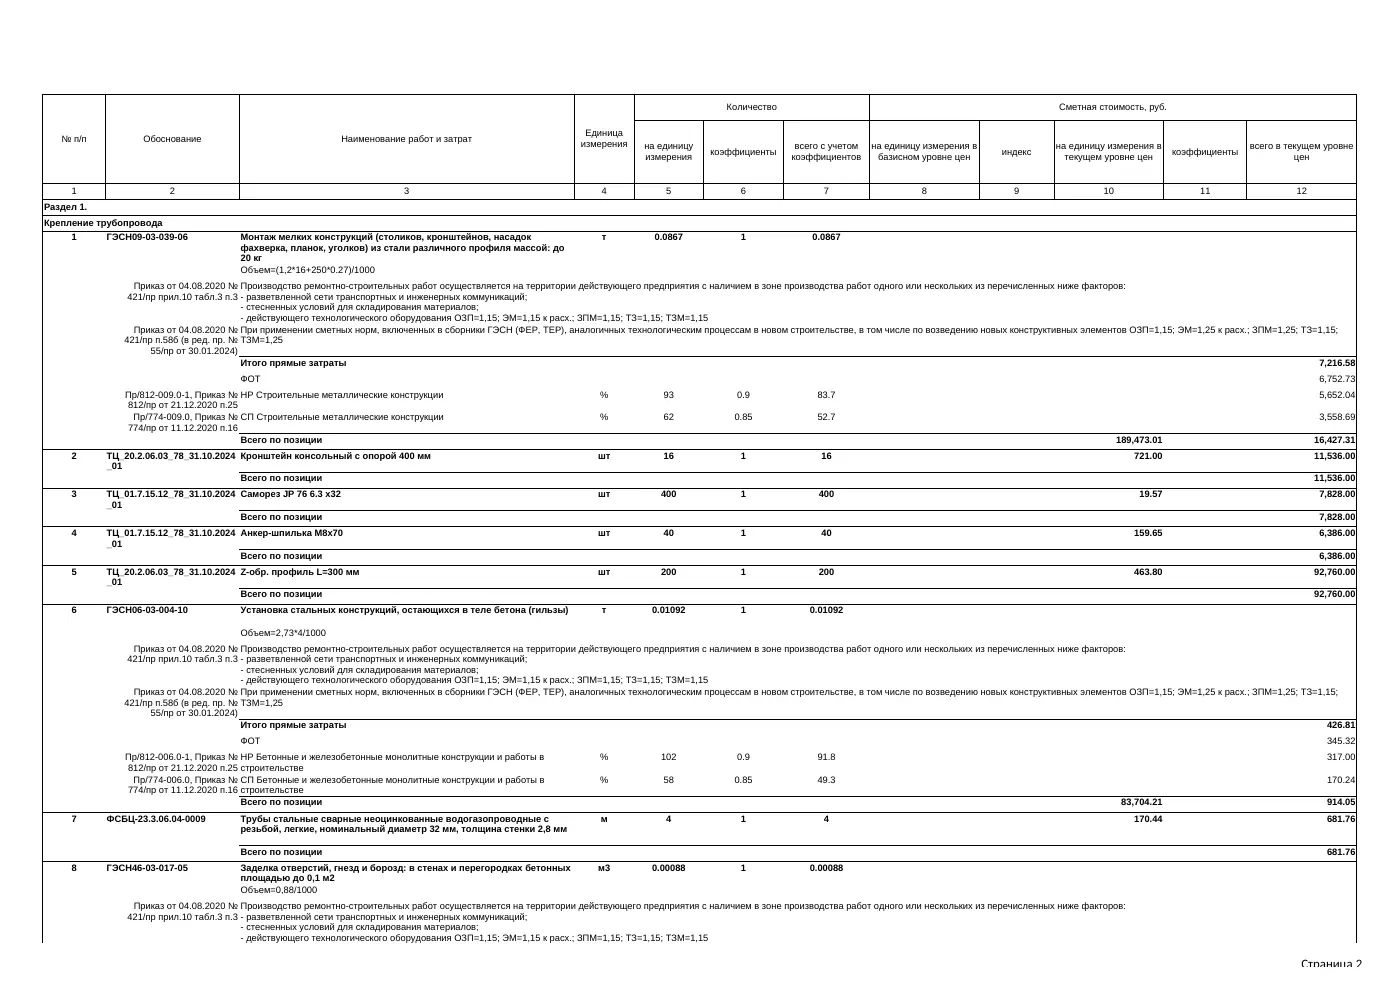 Количество Сметная стоимость, руб.
№ п/п Обоснование Наименование работ и затрат Единица измерения на единицу измерения коэффициенты всего с учетом коэффициентов на единицу измерения в базисном уровне цен индекс на единицу измерения в текущем уровне цен коэффициенты всего в текущем уровне цен
1 2 3 4 5 6 7 8 9 10 11 12
Раздел 1.
Крепление трубопровода
1 ГЭСН09-03-039-06 Монтаж мелких конструкций (столиков, кронштейнов, насадок т 0.0867 1 0.0867
фахверка, планок, уголков) из стали различного профиля массой: до
20 кг
Объем=(1,2*16+250*0.27)/1000
Приказ от 04.08.2020 № Производство ремонтно-строительных работ осуществляется на территории действующего предприятия с наличием в зоне производства работ одного или нескольких из перечисленных ниже факторов:
421/пр прил.10 табл.3 п.3 - разветвленной сети транспортных и инженерных коммуникаций;
- стесненных условий для складирования материалов;
- действующего технологического оборудования ОЗП=1,15; ЭМ=1,15 к расх.; ЗПМ=1,15; ТЗ=1,15; ТЗМ=1,15
Приказ от 04.08.2020 № При применении сметных норм, включенных в сборники ГЭСН (ФЕР, ТЕР), аналогичных технологическим процессам в новом строительстве, в том числе по возведению новых конструктивных элементов ОЗП=1,15; ЭМ=1,25 к расх.; ЗПМ=1,25; ТЗ=1,15;
421/пр п.58б (в ред. пр. № ТЗМ=1,25
55/пр от 30.01.2024)
Итого прямые затраты 7,216.58
ФОТ 6,752.73
Пр/812-009.0-1, Приказ № НР Строительные металлические конструкции % 93 0.9 83.7 5,652.04
812/пр от 21.12.2020 п.25
Пр/774-009.0, Приказ № СП Строительные металлические конструкции % 62 0.85 52.7 3,558.69
774/пр от 11.12.2020 п.16
Всего по позиции 189,473.01 16,427.31
2 ТЦ_20.2.06.03_78_31.10.2024 Кронштейн консольный с опорой 400 мм шт 16 1 16 721.00 11,536.00
_01
Всего по позиции 11,536.00
3 ТЦ_01.7.15.12_78_31.10.2024 Саморез JP 76 6.3 х32 шт 400 1 400 19.57 7,828.00
_01
Всего по позиции 7,828.00
4 ТЦ_01.7.15.12_78_31.10.2024 Анкер-шпилька М8х70 шт 40 1 40 159.65 6,386.00
_01
Всего по позиции 6,386.00
5 ТЦ_20.2.06.03_78_31.10.2024 Z-обр. профиль L=300 мм шт 200 1 200 463.80 92,760.00
_01
Всего по позиции 92,760.00
6 ГЭСН06-03-004-10 Установка стальных конструкций, остающихся в теле бетона (гильзы) т 0.01092 1 0.01092
Объем=2,73*4/1000
Приказ от 04.08.2020 № Производство ремонтно-строительных работ осуществляется на территории действующего предприятия с наличием в зоне производства работ одного или нескольких из перечисленных ниже факторов:
421/пр прил.10 табл.3 п.3 - разветвленной сети транспортных и инженерных коммуникаций;
- стесненных условий для складирования материалов;
- действующего технологического оборудования ОЗП=1,15; ЭМ=1,15 к расх.; ЗПМ=1,15; ТЗ=1,15; ТЗМ=1,15
Приказ от 04.08.2020 № При применении сметных норм, включенных в сборники ГЭСН (ФЕР, ТЕР), аналогичных технологическим процессам в новом строительстве, в том числе по возведению новых конструктивных элементов ОЗП=1,15; ЭМ=1,25 к расх.; ЗПМ=1,25; ТЗ=1,15;
421/пр п.58б (в ред. пр. № ТЗМ=1,25
55/пр от 30.01.2024)
Итого прямые затраты 426.81
ФОТ 345.32
Пр/812-006.0-1, Приказ № НР Бетонные и железобетонные монолитные конструкции и работы в % 102 0.9 91.8 317.00
812/пр от 21.12.2020 п.25 строительстве
Пр/774-006.0, Приказ № СП Бетонные и железобетонные монолитные конструкции и работы в % 58 0.85 49.3 170.24
774/пр от 11.12.2020 п.16 строительстве
Всего по позиции 83,704.21 914.05
7 ФСБЦ-23.3.06.04-0009 Трубы стальные сварные неоцинкованные водогазопроводные с м 4 1 4 170.44 681.76
резьбой, легкие, номинальный диаметр 32 мм, толщина стенки 2,8 мм
Всего по позиции 681.76
8 ГЭСН46-03-017-05 Заделка отверстий, гнезд и борозд: в стенах и перегородках бетонных м3 0.00088 1 0.00088
площадью до 0,1 м2
Объем=0,88/1000
Приказ от 04.08.2020 № Производство ремонтно-строительных работ осуществляется на территории действующего предприятия с наличием в зоне производства работ одного или нескольких из перечисленных ниже факторов:
421/пр прил.10 табл.3 п.3 - разветвленной сети транспортных и инженерных коммуникаций;
- стесненных условий для складирования материалов;
- действующего технологического оборудования ОЗП=1,15; ЭМ=1,15 к расх.; ЗПМ=1,15; ТЗ=1,15; ТЗМ=1,15
Страница 2